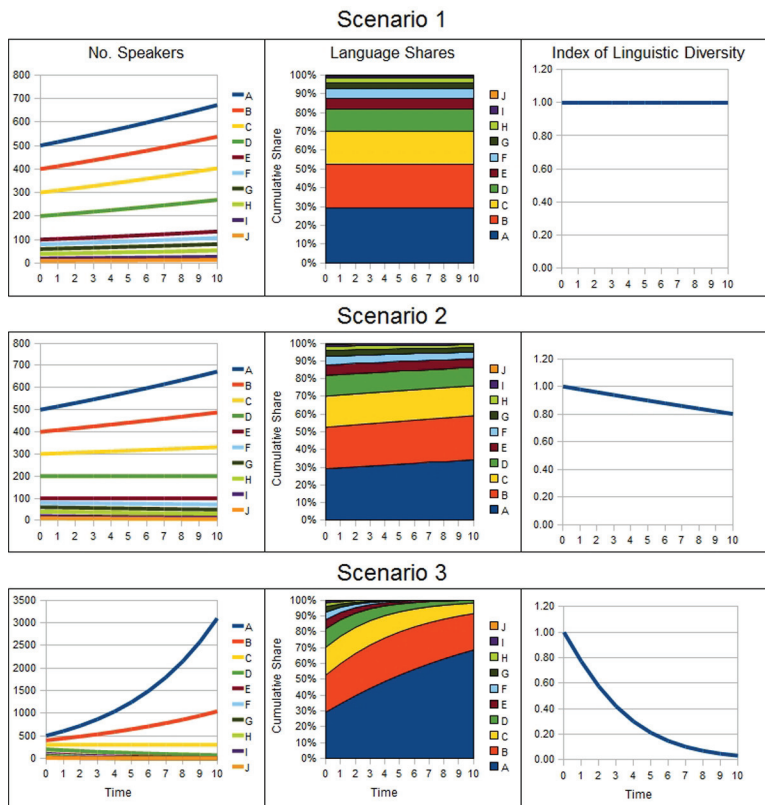 Scenario 1
No. Speakers
Language Shares
Index of Linguistic Diversity
800
700
600
500
400
300
200
100
0
0 1 2 3 4 5 6 7 8 9 10
A
B
C
D
E
F
G
H
I
J
Cumulative Share
100%
90%
80%
70%
60%
50%
40%
30%
20%
10%
0%
0 1 2 3 4 5 6 7 8 9 10
J
I
H
G
F
E
D
C
B
A
1.20
1.00
0.80
0.60
0.40
0.20
0.00
0 1 2 3 4 5 6 7 8 9 10
Scenario 2
800
700
600
500
400
300
200
100
0
0 1 2 3 4 5 6 7 8 9 10
A
B
C
D
E
F
G
H
I
J
Cumulative Share
100%
90%
80%
70%
60%
50%
40%
30%
20%
10%
0%
0 1 2 3 4 5 6 7 8 9 10
J
I
H
G
F
E
D
C
B
A
1.20
1.00
0.80
0.60
0.40
0.20
0.00
0 1 2 3 4 5 6 7 8 9 10
Scenario 3
3500
3000
2500
2000
1500
1000
500
0
0 1 2 3 4 5 6 7 8 9 10
Time
A
B
C
D
E
F
G
H
I
J
Cumulative Share
100%
90%
80%
70%
60%
50%
40%
30%
20%
10%
0%
0 1 2 3 4 5 6 7 8 9 10
Time
J
I
H
G
F
E
D
C
B
A
1.20
1.00
0.80
0.60
0.40
0.20
0.00
0 1 2 3 4 5 6 7 8 9 10
Time